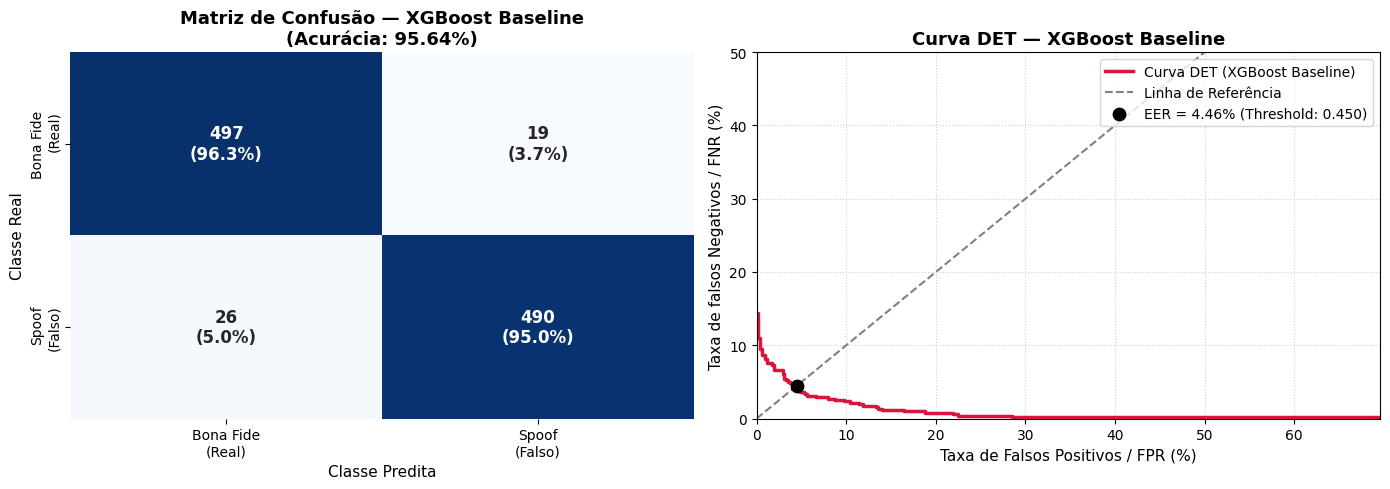 Matriz de Confusão — XGBoost Baseline
(Acurácia: 95.64%)
Classe Real
Bona Fide
(Real)
497
(96.3%)
19
(3.7%)
Spoof
(Falso)
26
(5.0%)
490
(95.0%)
Bona Fide
(Real)
Spoof
(Falso)
Classe Predita
Curva DET — XGBoost Baseline
Taxa de falsos Negativos / FNR (%)
50
40
30
20
10
0
Curva DET (XGBoost Baseline)
Linha de Referência
EER = 4.46% (Threshold: 0.450)
0
10
20
30
40
50
60
Taxa de Falsos Positivos / FPR (%)